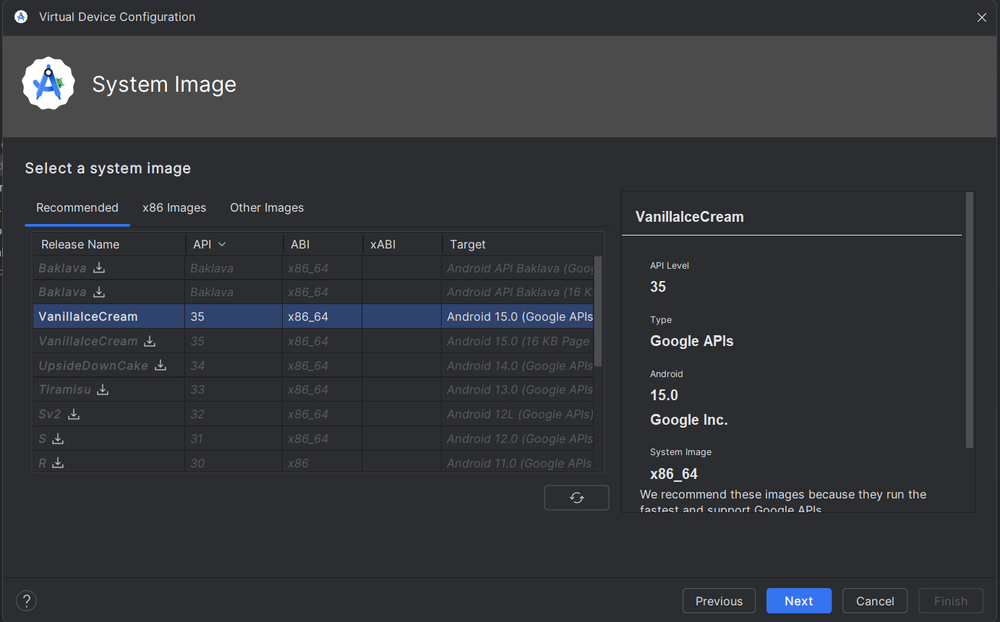 Virtual Device Configuration
System Image
Select a system image
Recommended x86 Images Other Images
Release Name API ABI xABI Target
Baklava Baklava x86_64 Android API Baklava (Goog
Baklava Baklava x86_64 Android API Baklava (16 K
VanillaIceCream 35 x86_64 Android 15.0 (Google APIs
VanillaIceCream 35 x86_64 Android 15.0 (16 KB Page
UpsideDownCake 34 x86_64 Android 14.0 (Google APIs
Tiramisu 33 x86_64 Android 13.0 (Google APIs
Sv2 32 x86_64 Android 12L (Google APIs)
S 31 x86_64 Android 12.0 (Google APIs
R 30 x86 Android 11.0 (Google APIs
VanillaIceCream
API Level
35
Type
Google APIs
Android
15.0
Google Inc.
System Image
x86_64
We recommend these images because they run the
fastest and support Google APIs
? Previous Next Cancel Finish